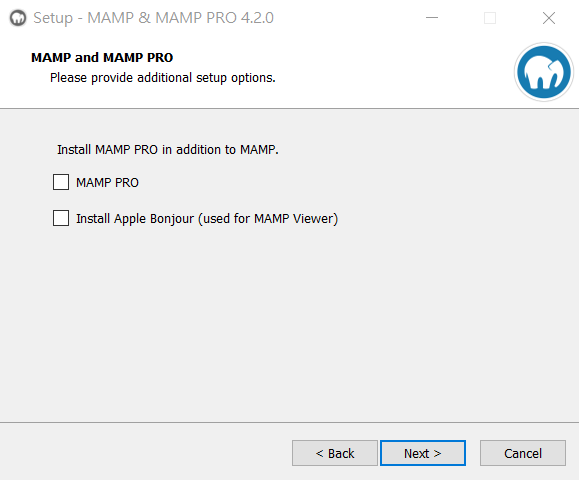 Setup - MAMP & MAMP PRO 4.2.0
MAMP and MAMP PRO
Please provide additional setup options.
Install MAMP PRO in addition to MAMP.
MAMP PRO
Install Apple Bonjour (used for MAMP Viewer)
< Back
Next >
Cancel